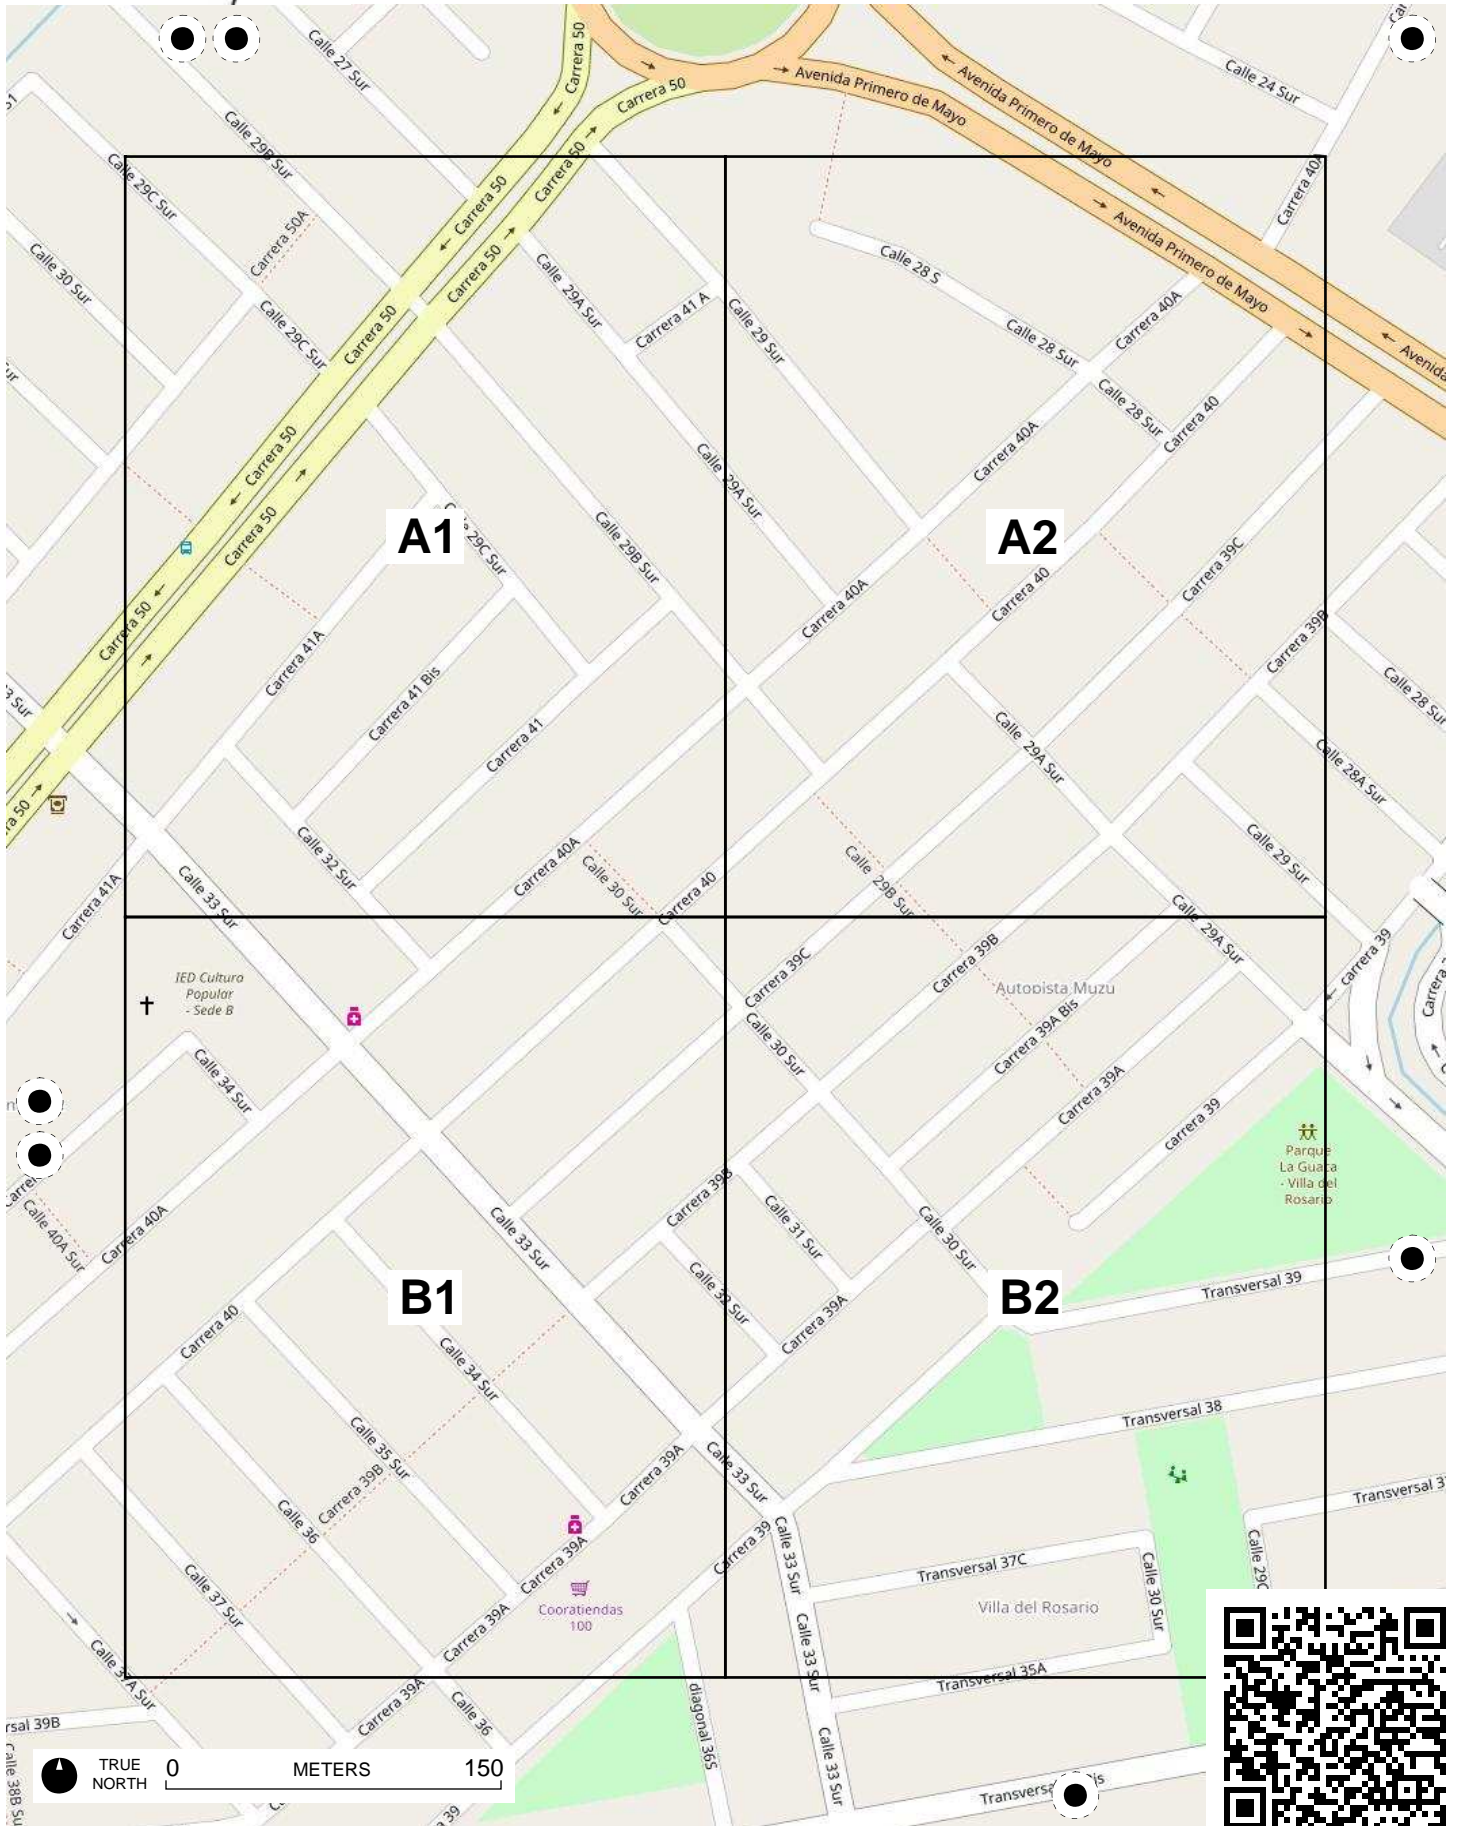 Calle 27 Sur
Carrera 50
Calle 24 Sur
Carrera 50
Avenida Primero de Mayo
Avenida Primero de Mayo
Calle 29B Sur
Calle 29C Sur
Carrera 50
Carrera 50
Carrera 40A
Carrera 50A
Avenida Primero de Mayo
Calle 30 Sur
Carrera 50
Calle 29A Sur
Calle 28 S
Carrera 50
Calle 29C Sur
Carrera 41 A
Calle 29 Sur
Carrera 40A
Calle 28 Sur
Avenida
Calle 28 Sur
Carrera 40
Carrera 50
Carrera 40A
Calle 29A Sur
Carrera 50
A1
Calle 29C Sur
Calle 29B Sur
A2
Carrera 39C
Carrera 40A
Carrera 40
Carrera 50
Carrera 41A
Carrera 39B
Calle 28 Sur
Carrera 41 Bis
Carrera 41
Calle 29A Sur
Calle 28A Sur
Calle 32 Sur
Carrera 40A
Calle 30 Sur
Carrera 40
Calle 29B Sur
Calle 29 Sur
Carrera 41A
Calle 33 Sur
Calle 29A Sur
IED Cultura
Popular
- Sede B
Carrera 39C
Carrera 39B
Autopista Muzu
carrera 39
Calle 34 Sur
Calle 30 Sur
Carrera 39A Bis
Carrera 39A
carrera 39
Parque
La Guaca
- Villa del
Rosario
Calle 40A Sur
Carrera 40A
Calle 33 Sur
Carrera 39B
Calle 31 Sur
Calle 30 Sur
B1
Calle 32 Sur
B2
Transversal 39
Carrera 40
Calle 34 Sur
Carrera 39A
Transversal 38
Calle 35 Sur
Carrera 39B
Carrera 39A
Calle 33 Sur
Calle 36
Carrera 39A
Carrera 39
Calle 33 Sur
Transversal 37C
Calle 30 Sur
Calle 37 Sur
Cooratiendas
100
Carrera 39A
Villa del Rosario
Calle 33 Sur
Calle 37A Sur
Carrera 39A
Calle 36
Transversal 35A
diagonal 36S
Calle 33 Sur
TRUE
NORTH
0
METERS
150